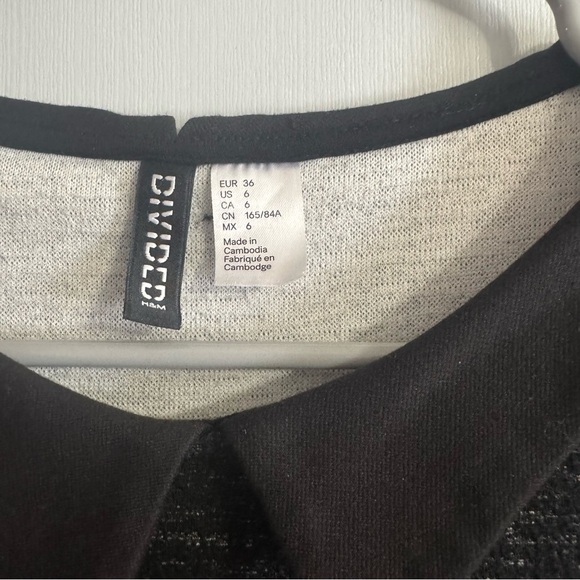 DIVIDED
H&M
EUR 36
US 6
CA 6
CN 165/84A
MX 6
Made in
Cambodia
Fabriqué en
Cambodge